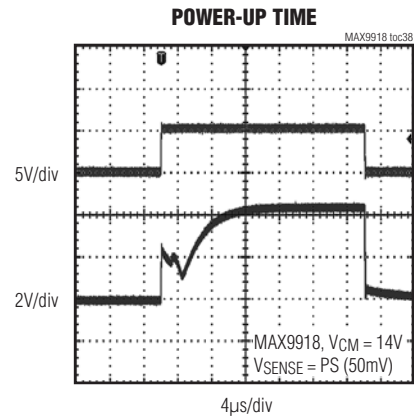 POWER-UP TIME
MAX9918 toc38
5V/div
2V/div
MAX9918, VCM = 14V
VSENSE = PS (50mV)
4µs/div